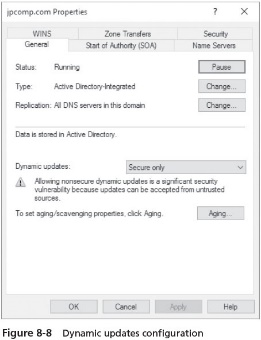 jpcomp.com Properties ? ×
WINS Zone Transfers Security
General Start of Authority (SOA) Name Servers
Status: Running Pause
Type: Active Directory-Integrated Change...
Replication: All DNS servers in this domain Change...
Data is stored in Active Directory.
Dynamic updates: Secure only
Allowing nonsecure dynamic updates is a significant security
vulnerability because updates can be accepted from untrusted
sources.
To set aging/scavenging properties, click Aging. Aging...
OK Cancel Apply Help
Figure 8-8 Dynamic updates configuration